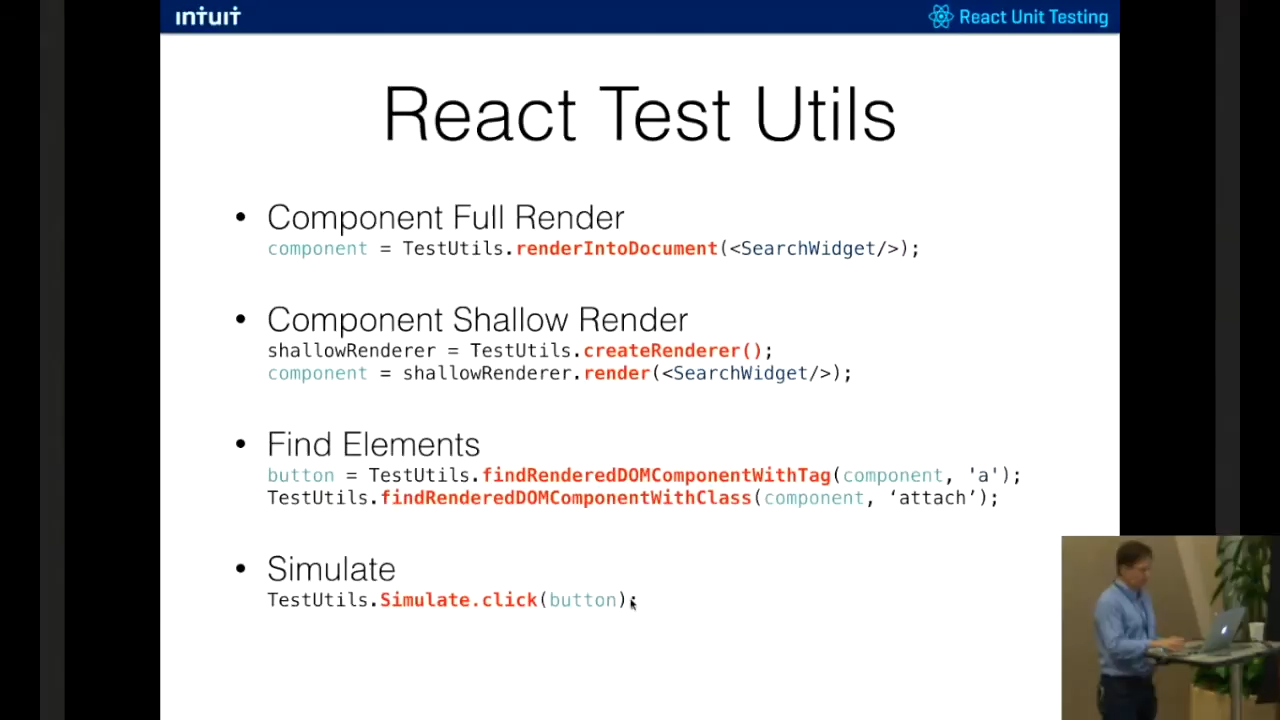 INTUIT
React Unit Testing
React Test Utils
• Component Full Render
component = TestUtils.renderIntoDocument(<SearchWidget/>);
• Component Shallow Render
shallowRenderer = TestUtils.createRenderer();
component = shallowRenderer.render(<SearchWidget/>);
• Find Elements
button = TestUtils.findRenderedDOMComponentWithTag(component, 'a');
TestUtils.findRenderedDOMComponentWithClass(component, ‘attach’);
• Simulate
TestUtils.Simulate.click(button);